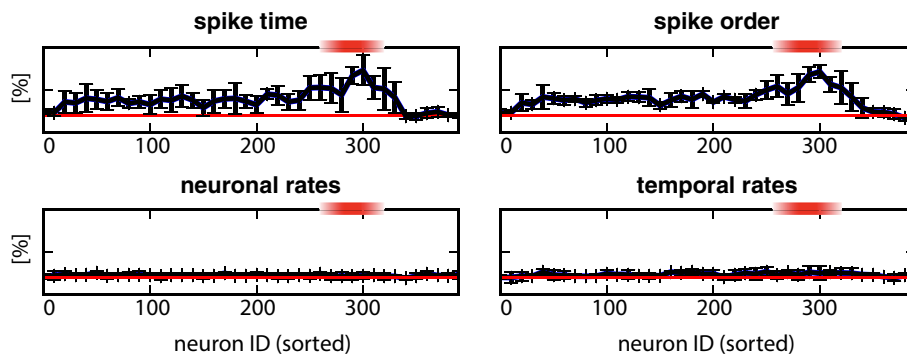 spike time
spike order
[%]
0 100 200 300
0 100 200 300
neuronal rates
temporal rates
[%]
0 100 200 300
0 100 200 300
neuron ID (sorted)
neuron ID (sorted)